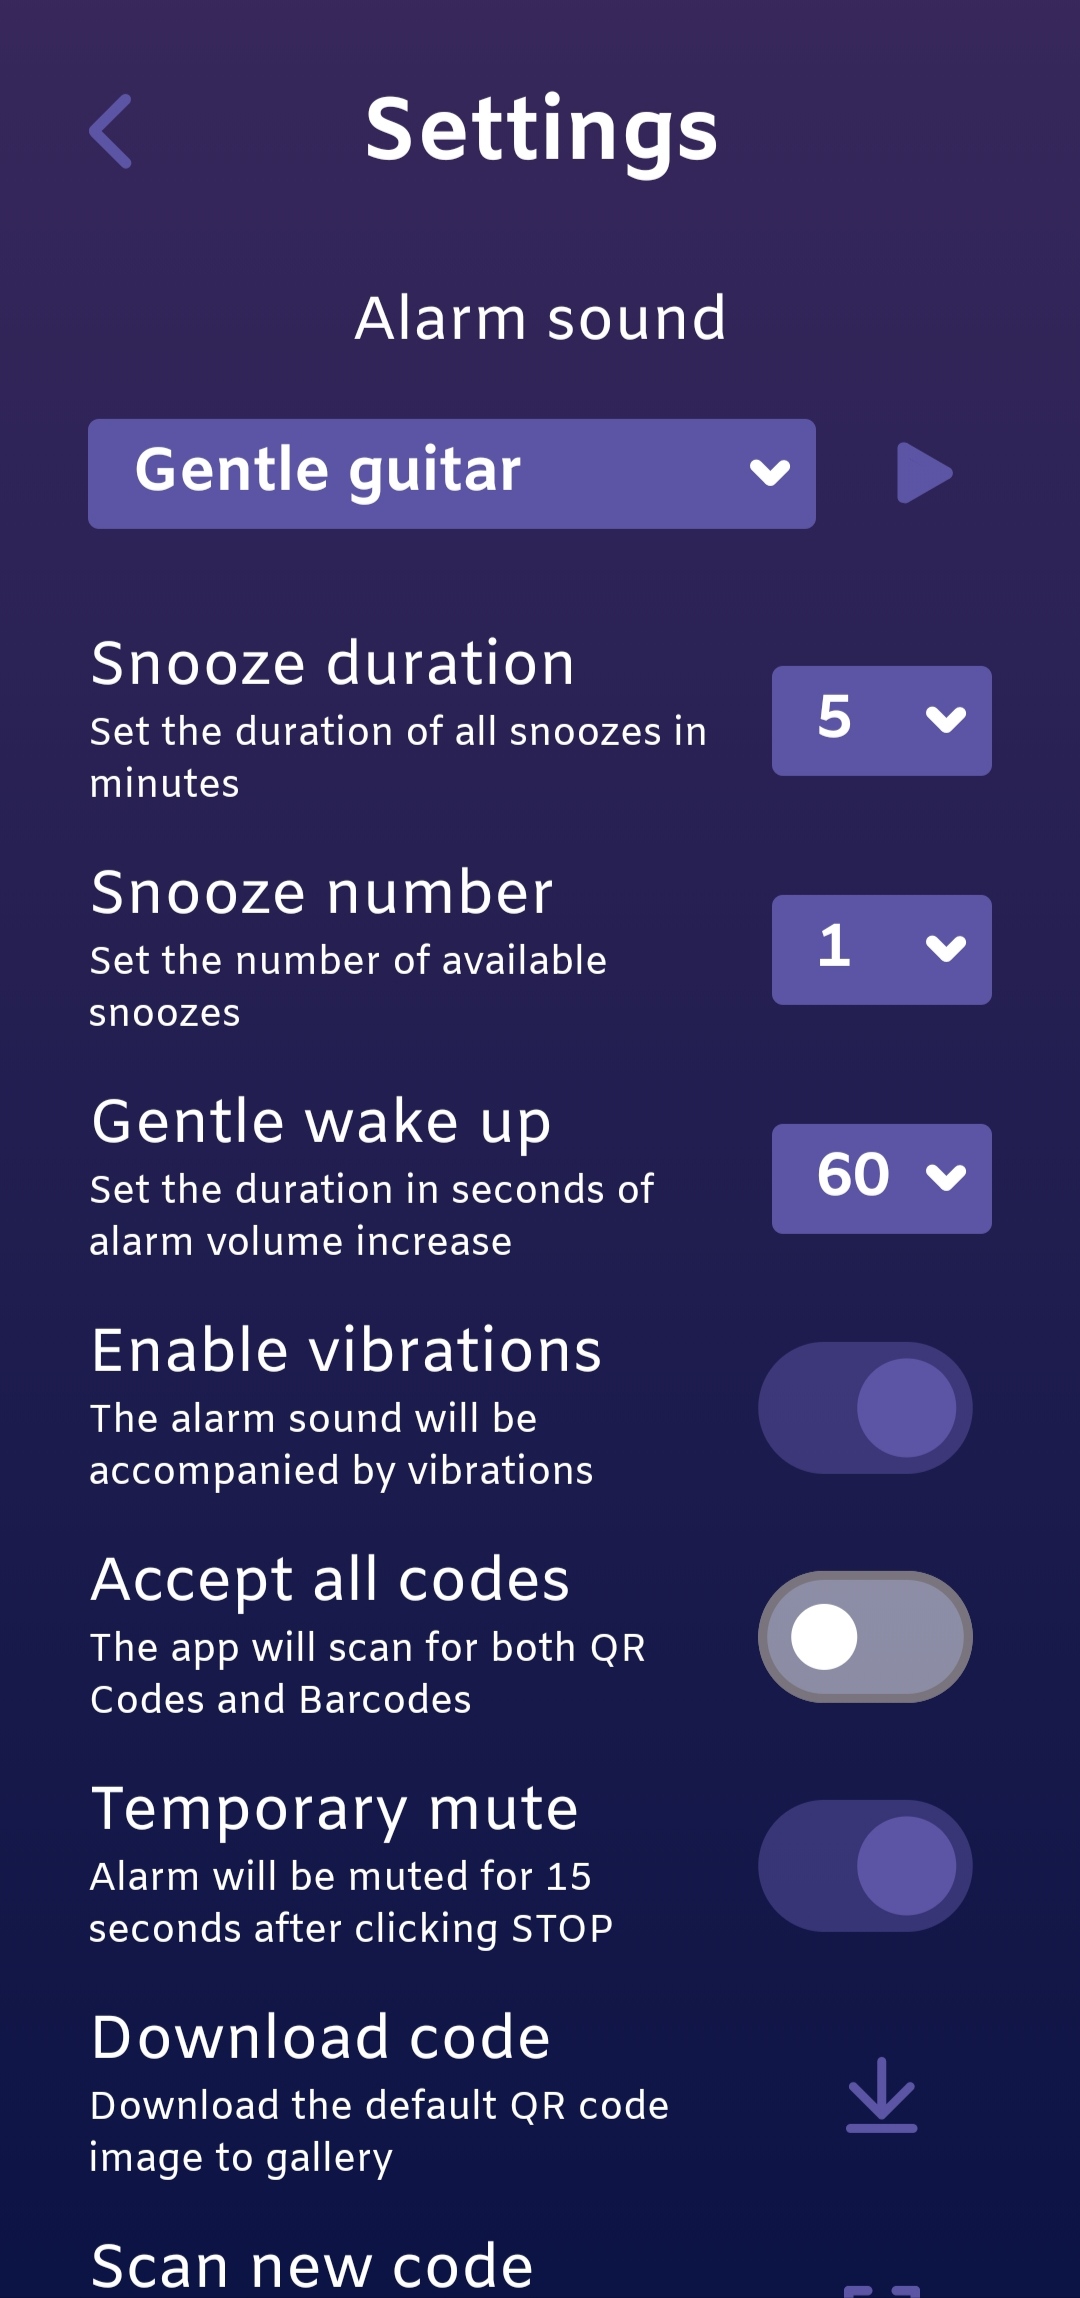 Settings
Alarm sound
Gentle guitar
Snooze duration
Set the duration of all snoozes in
minutes
5
Snooze number
Set the number of available
snoozes
1
Gentle wake up
Set the duration in seconds of
alarm volume increase
60
Enable vibrations
The alarm sound will be
accompanied by vibrations
Accept all codes
The app will scan for both QR
Codes and Barcodes
Temporary mute
Alarm will be muted for 15
seconds after clicking STOP
Download code
Download the default QR code
image to gallery
Scan new code